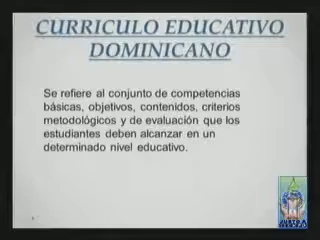 CURRICULO EDUCATIVO
DOMINICANO
Se refiere al conjunto de competencias
básicas, objetivos, contenidos, criterios
metodológicos y de evaluación que los
estudiantes deben alcanzar en un
determinado nivel educativo.